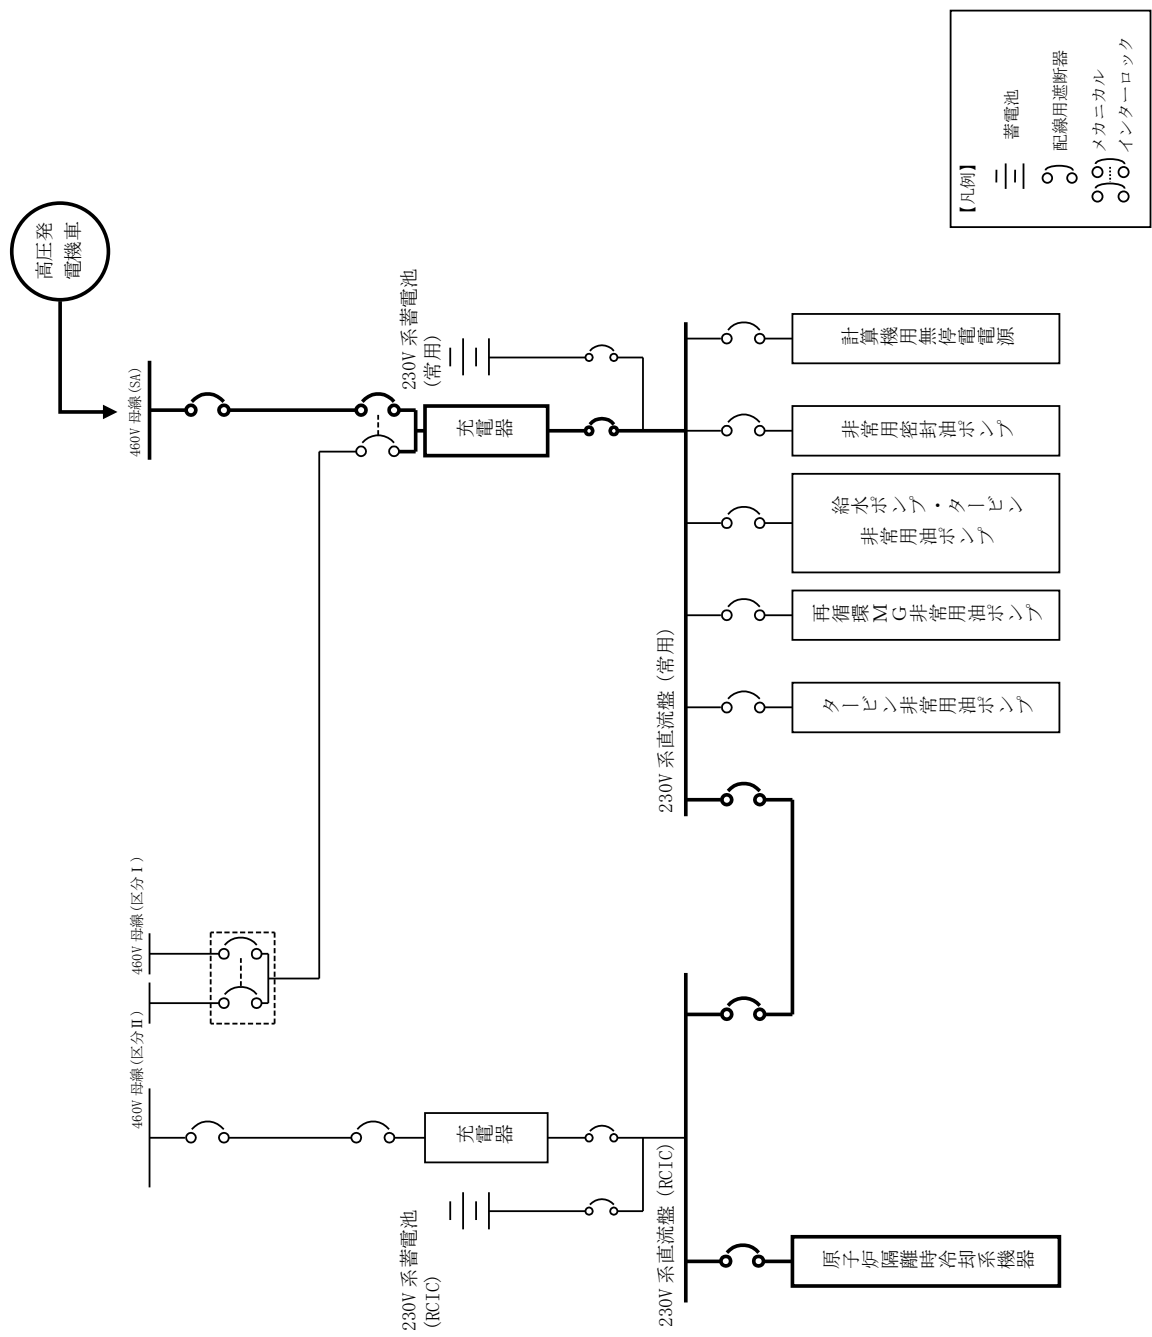 【凡例】
蓄電池
配線用遮断器
メカニカル
インターロック
高圧発
電機車
460V 母線(SA)
460V 母線(区分Ⅰ)
460V 母線(区分Ⅱ)
230V 系蓄電池
(常用)
充電器
230V 系蓄電池
(RCIC)
充電器
230V 系直流盤 (常用)
230V 系直流盤 (RCIC)
計算機用無停電電源
非常用密封油ポンプ
給水ポンプ・タービン
非常用油ポンプ
再循環MG非常用油ポンプ
タービン非常用油ポンプ
原子炉隔離時冷却系機器